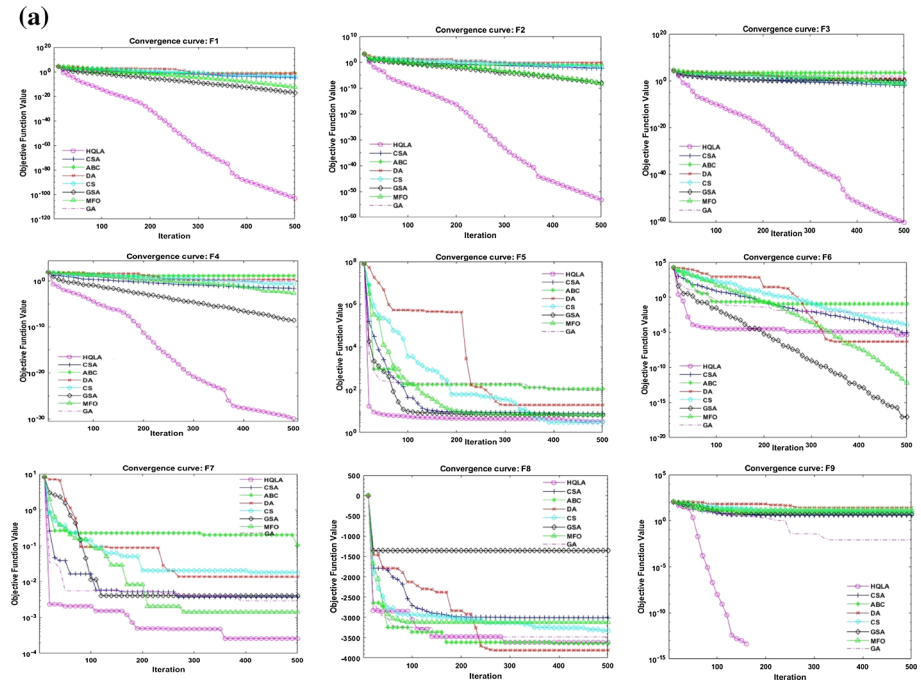 (a)
Convergence curve: F1
Objective Function Value
10^20
10^0
10^-20
10^-40
10^-60
10^-80
10^-100
10^-120
HQLA
CSA
ABC
DA
CS
GSA
MFO
GA
100 200 300 400 500
Iteration
Convergence curve: F2
Objective Function Value
10^10
10^0
10^-10
10^-20
10^-30
10^-40
10^-50
10^-60
HQLA
CSA
ABC
DA
CS
GSA
MFO
GA
100 200 300 400 500
Iteration
Convergence curve: F3
Objective Function Value
10^20
10^0
10^-20
10^-40
10^-60
HQLA
CSA
ABC
DA
CS
GSA
MFO
GA
100 200 300 400 500
Iteration
Convergence curve: F4
Objective Function Value
10^0
10^-10
10^-20
10^-30
HQLA
CSA
ABC
DA
CS
GSA
MFO
GA
100 200 300 400 500
Iteration
Convergence curve: F5
Objective Function Value
10^8
10^6
10^4
10^2
10^0
HQLA
CSA
ABC
DA
CS
GSA
MFO
GA
100 200 300 400 500
Iteration
Convergence curve: F6
Objective Function Value
10^5
10^0
10^-5
10^-10
10^-15
10^-20
HQLA
CSA
ABC
DA
CS
GSA
MFO
GA
100 200 300 400 500
Iteration
Convergence curve: F7
Objective Function Value
10^1
10^0
10^-1
10^-2
10^-3
10^-4
HQLA
CSA
ABC
DA
CS
GSA
MFO
GA
100 200 300 400 500
Iteration
Convergence curve: F8
Objective Function Value
500
0
-500
-1000
-1500
-2000
-2500
-3000
-3500
-4000
HQLA
CSA
ABC
DA
CS
GSA
MFO
GA
100 200 300 400 500
Iteration
Convergence curve: F9
Objective Function Value
10^5
10^0
10^-5
10^-10
10^-15
HQLA
CSA
ABC
DA
CS
GSA
MFO
GA
100 200 300 400 500
Iteration